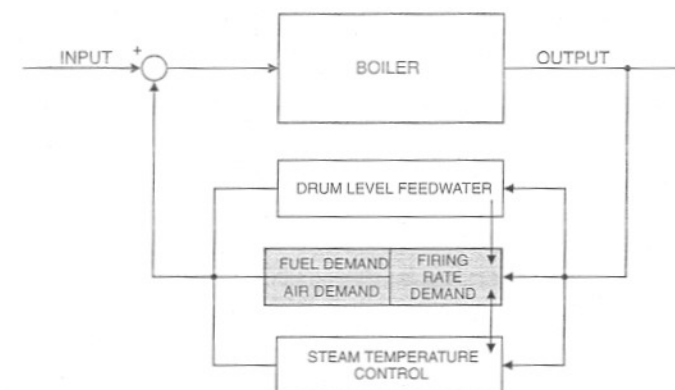 INPUT
+
BOILER
OUTPUT
DRUM LEVEL FEEDWATER
FUEL DEMAND
AIR DEMAND
FIRING
RATE
DEMAND
STEAM TEMPERATURE
CONTROL